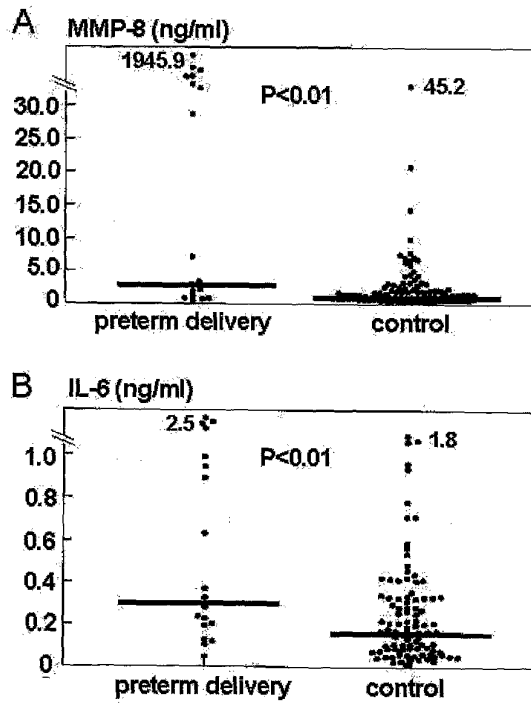 A MMP-8 (ng/ml)
1945.9
P<0.01
45.2
30.0
25.0
20.0
15.0
10.0
5.0
0
preterm delivery control
B IL-6 (ng/ml)
2.5
P<0.01
1.8
1.0
0.8
0.6
0.4
0.2
0
preterm delivery control